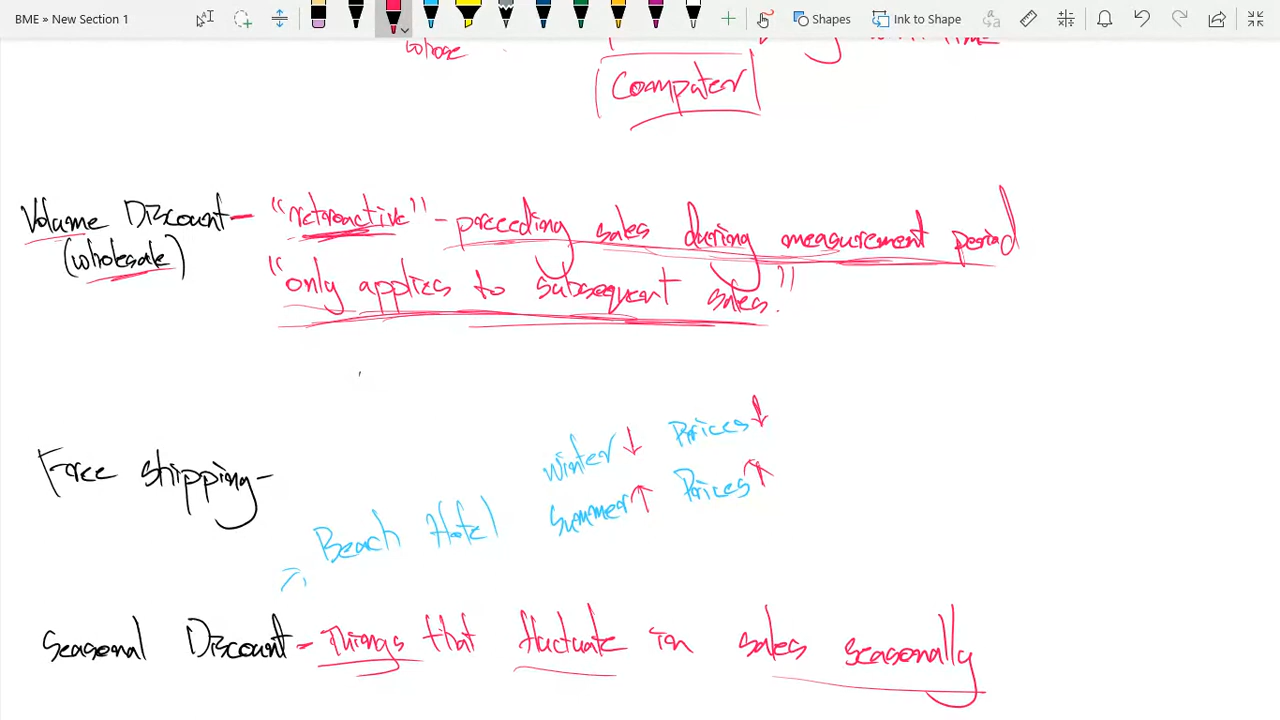 BME » New Section 1
Shapes
Ink to Shape
Computer
Volume Discount - "retroactive" - preceding sales during measurement period
(wholesale)
"only applies to subsequent sales."
Winter ↓ Prices ↓
Free shipping -
Summer ↑ Prices ↑
Beach Hotel
Seasonal Discount - Things that fluctuate in sales seasonally